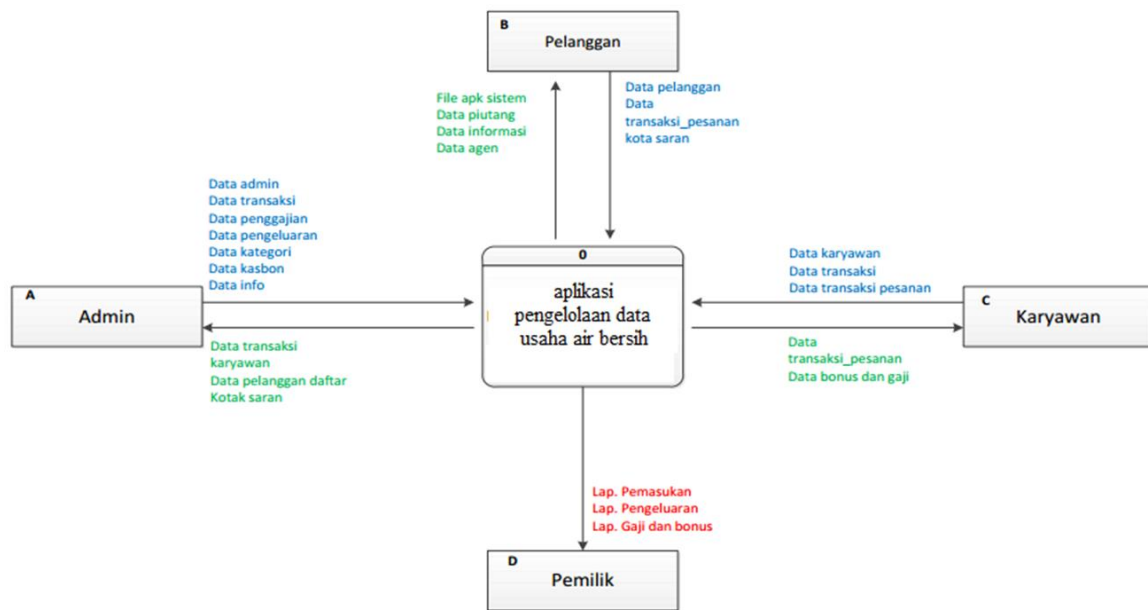 B
Pelanggan
File apk sistem
Data piutang
Data informasi
Data agen
Data pelanggan
Data
transaksi_pesanan
kota saran
Data admin
Data transaksi
Data penggajian
Data pengeluaran
Data kategori
Data kasbon
Data info
A
Admin
Data transaksi
karyawan
Data pelanggan daftar
Kotak saran
0
aplikasi
pengelolaan data
usaha air bersih
Data karyawan
Data transaksi
Data transaksi pesanan
C
Karyawan
Data
transaksi_pesanan
Data bonus dan gaji
Lap. Pemasukan
Lap. Pengeluaran
Lap. Gaji dan bonus
D
Pemilik